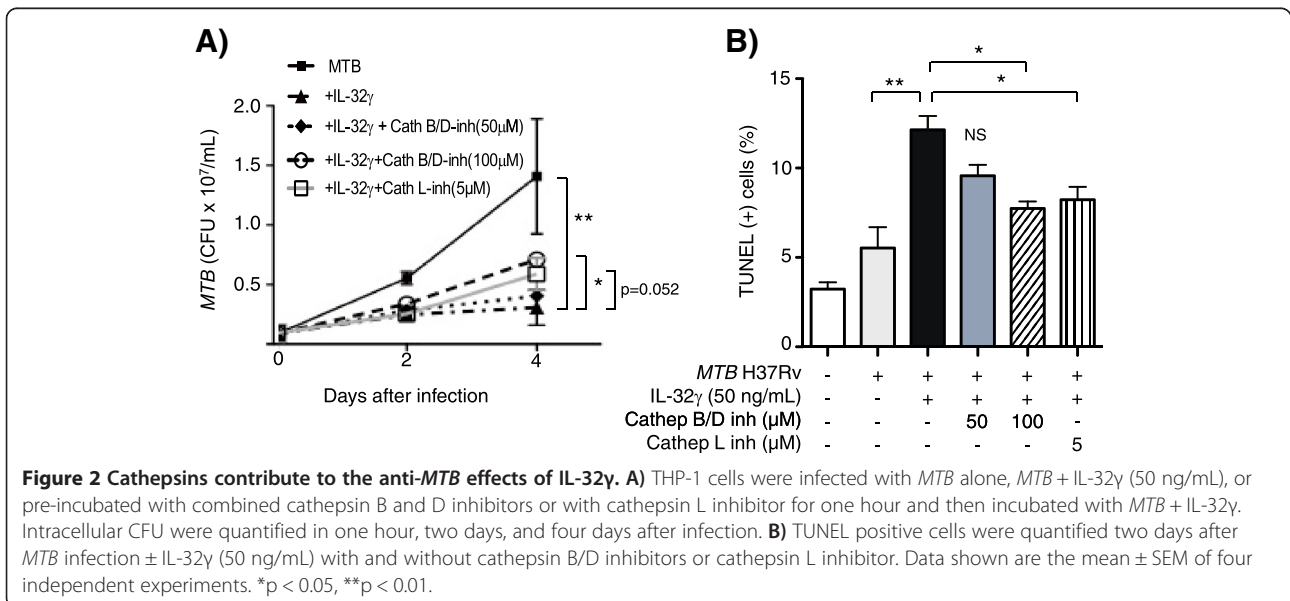 A)
MTB
+IL-32γ
+IL-32γ + Cath B/D-inh(50μM)
+IL-32γ+Cath B/D-inh(100μM)
+IL-32γ+Cath L-inh(5μM)
2.0
1.5
1.0
0.5
MTB (CFU x 10⁷/mL)
**
*
p=0.052
0 2 4
Days after infection
B)
*
*
**
NS
15
10
5
0
TUNEL (+) cells (%)
MTB H37Rv - + + + + +
IL-32γ (50 ng/mL) - - + + + +
Cathep B/D inh (μM) - - - 50 100 -
Cathep L inh (μM) - - - - - 5
Figure 2 Cathepsins contribute to the anti-MTB effects of IL-32γ. A) THP-1 cells were infected with MTB alone, MTB + IL-32γ (50 ng/mL), or
pre-incubated with combined cathepsin B and D inhibitors or with cathepsin L inhibitor for one hour and then incubated with MTB + IL-32γ.
Intracellular CFU were quantified in one hour, two days, and four days after infection. B) TUNEL positive cells were quantified two days after
MTB infection ± IL-32γ (50 ng/mL) with and without cathepsin B/D inhibitors or cathepsin L inhibitor. Data shown are the mean ± SEM of four
independent experiments. *p < 0.05, **p < 0.01.